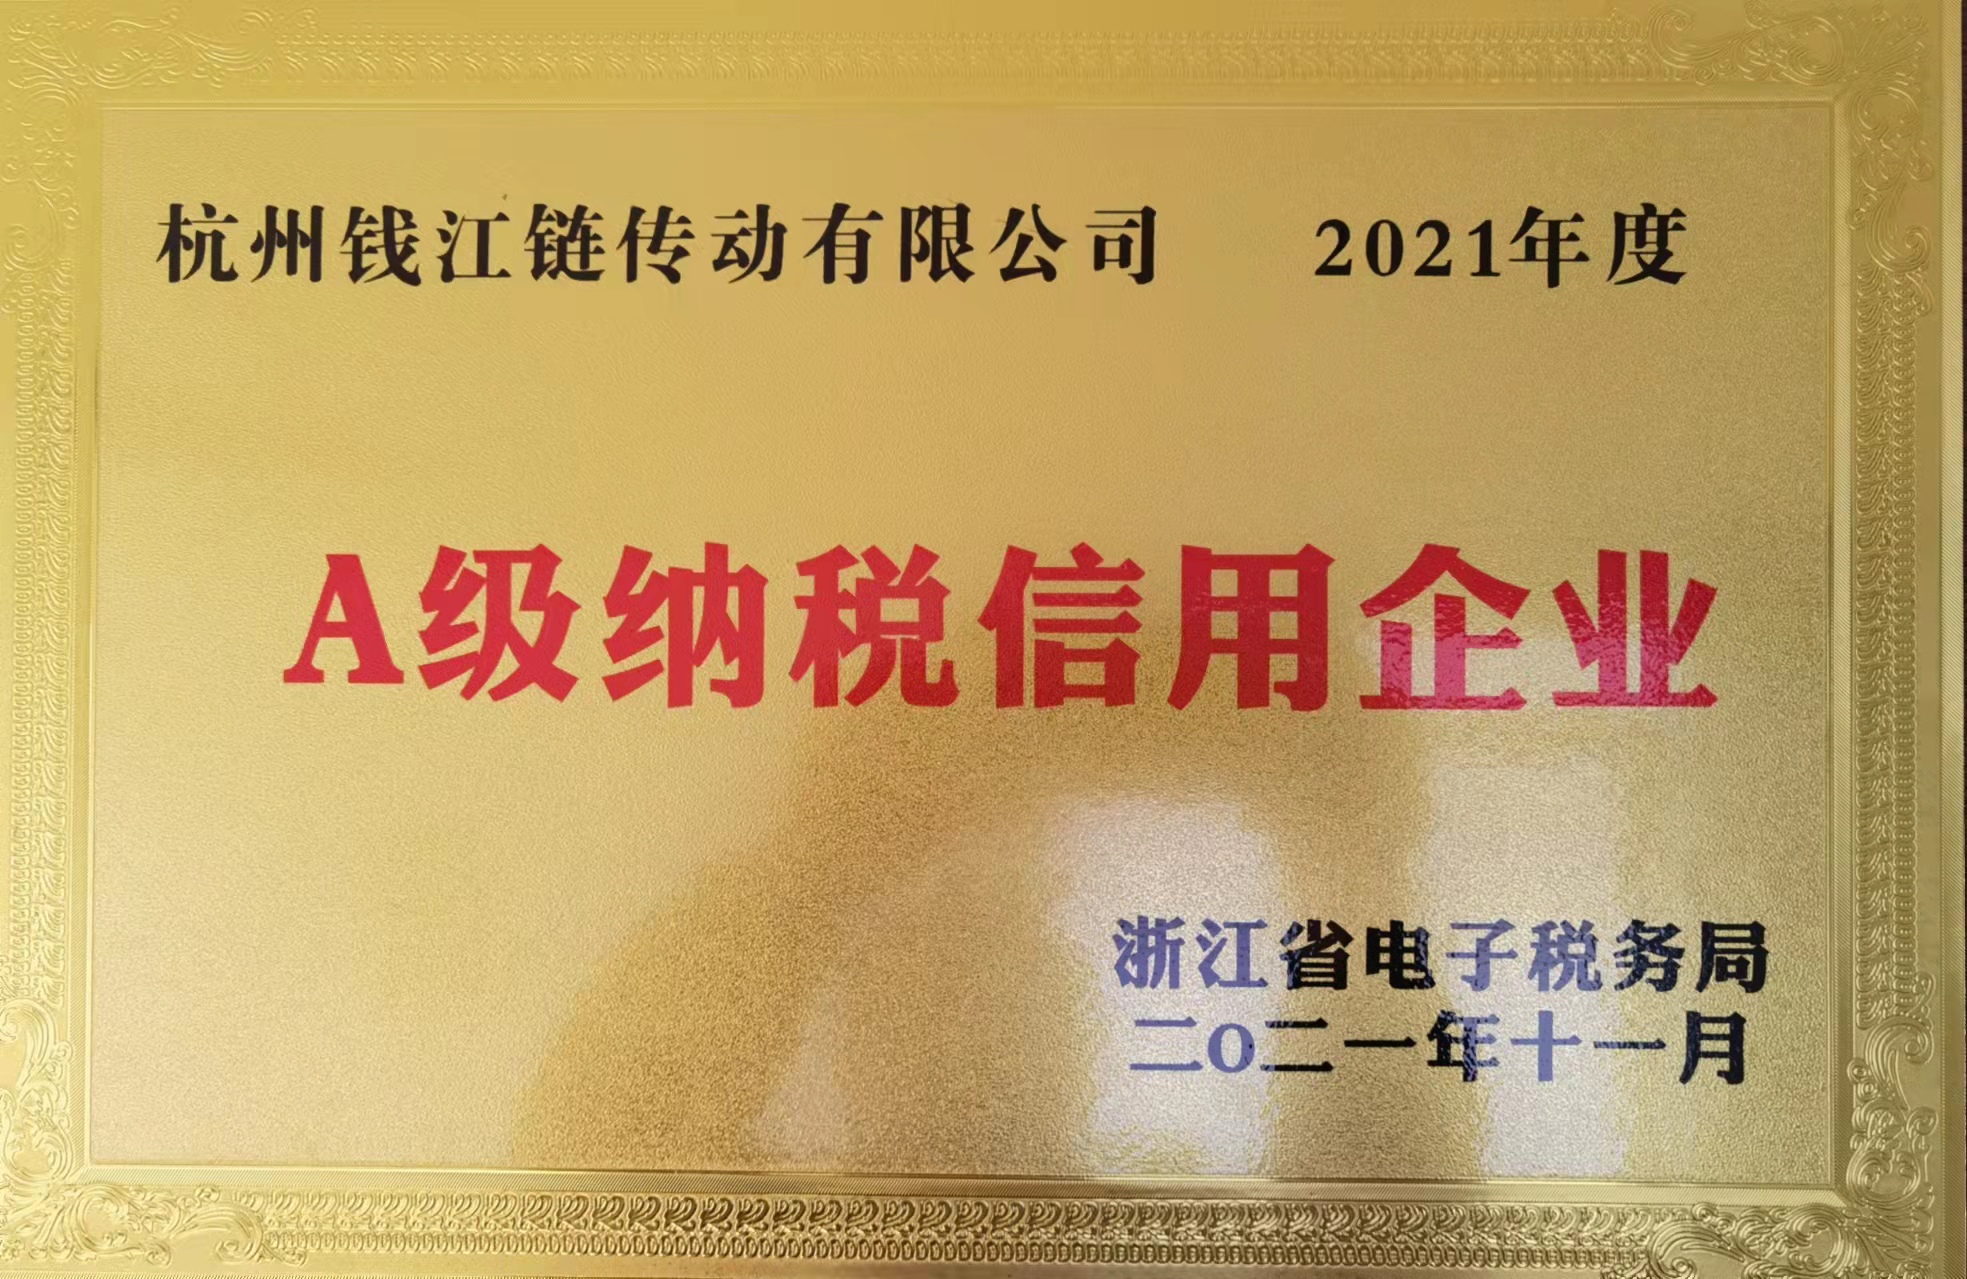 杭州钱江链传动有限公司 2021年度
A级纳税信用企业
浙江省电子税务局
二O二一年十一月